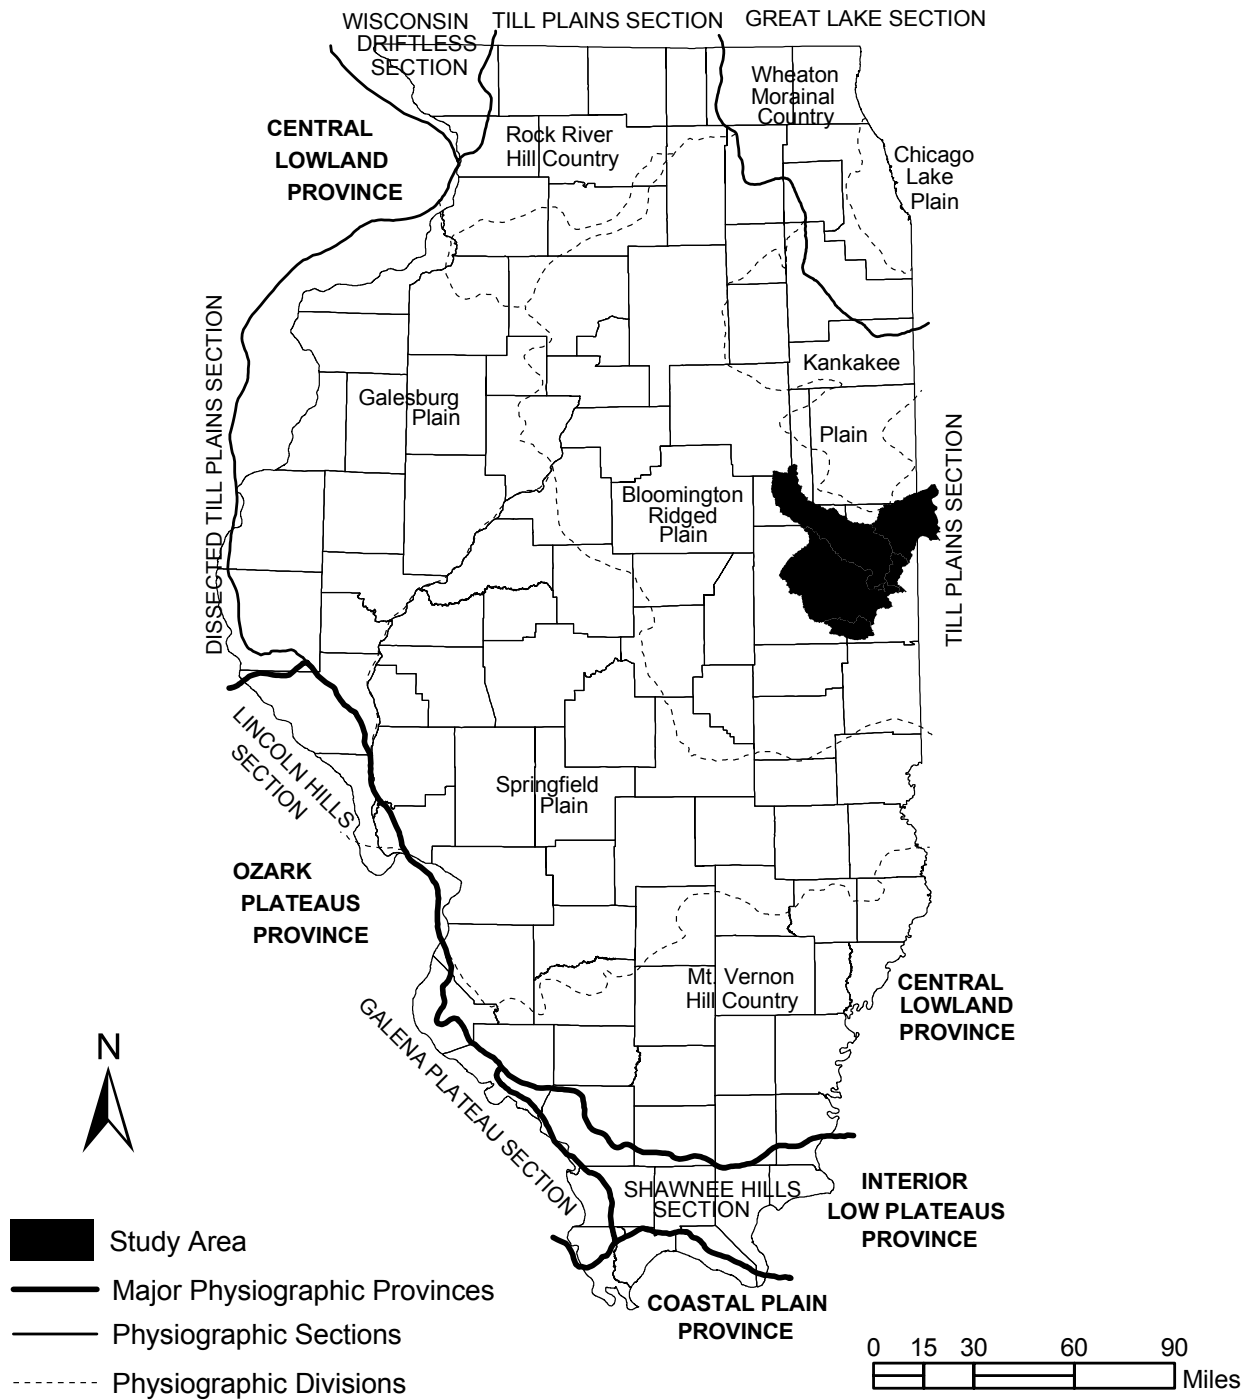 WISCONSIN
DRIFTLESS
SECTION
TILL PLAINS SECTION
GREAT LAKE SECTION
Wheaton
Morainal
Country
CENTRAL
LOWLAND
PROVINCE
Rock River
Hill Country
Chicago
Lake
Plain
DISSECTED TILL PLAINS SECTION
Kankakee
Plain
Galesburg
Plain
TILL PLAINS SECTION
Bloomington
Ridged
Plain
LINCOLN HILLS
SECTION
Springfield
Plain
OZARK
PLATEAUS
PROVINCE
Mt. Vernon
Hill Country
CENTRAL
LOWLAND
PROVINCE
GALENA PLATEAU SECTION
N
SHAWNEE HILLS
SECTION
INTERIOR
LOW PLATEAUS
PROVINCE
COASTAL PLAIN
PROVINCE
Study Area
Major Physiographic Provinces
Physiographic Sections
Physiographic Divisions
0 15 30 60 90
Miles